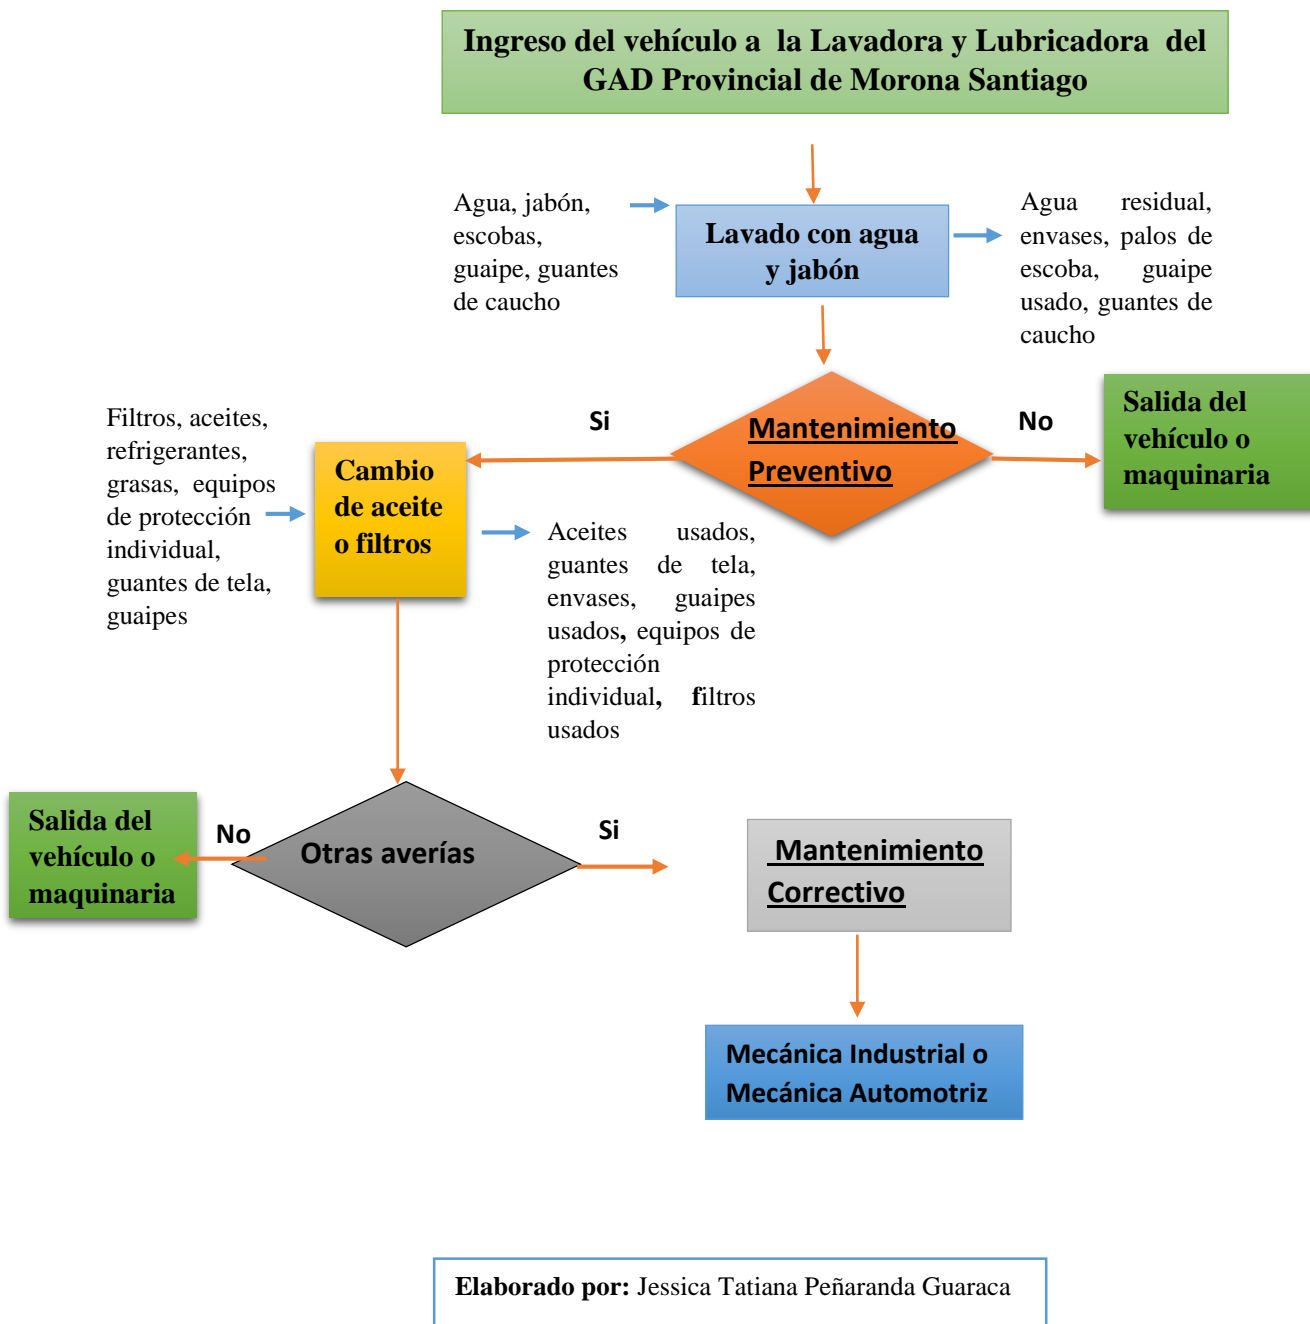 Ingreso del vehículo a la Lavadora y Lubricadora del
GAD Provincial de Morona Santiago
Agua, jabón,
escobas,
guaipe, guantes
de caucho
Lavado con agua
y jabón
Agua residual,
envases, palos de
escoba, guaipe
usado, guantes de
caucho
Filtros, aceites,
refrigerantes,
grasas, equipos
de protección
individual,
guantes de tela,
guaipes
Cambio
de aceite
o filtros
Si
Mantenimiento
Preventivo
No
Salida del
vehículo o
maquinaria
Aceites usados,
guantes de tela,
envases, guaipes
usados, equipos de
protección
individual, filtros
usados
Salida del
vehículo o
maquinaria
No
Otras averías
Si
Mantenimiento
Correctivo
Mecánica Industrial o
Mecánica Automotriz
Elaborado por: Jessica Tatiana Peñaranda Guaraca